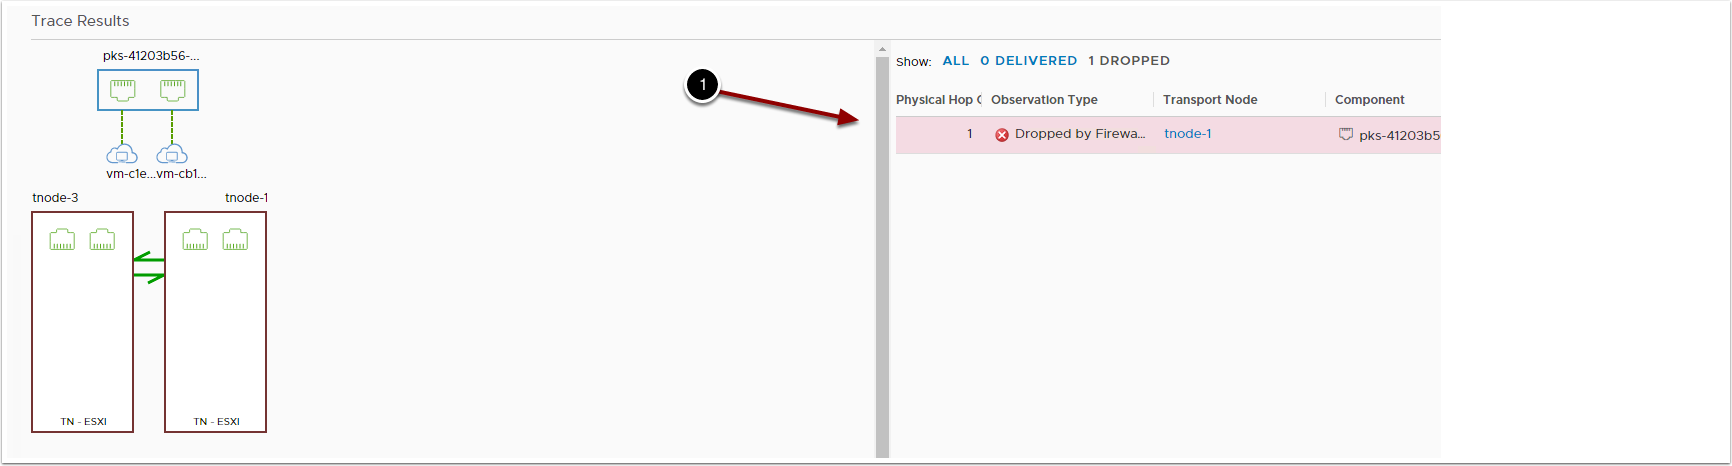 Trace Results
pks-41203b56-...
vm-c1e...vm-cb1...
tnode-3
tnode-1
TN - ESXI
TN - ESXI
1
Show: ALL 0 DELIVERED 1 DROPPED
Physical Hop C Observation Type Transport Node Component
1 Dropped by Firewa... tnode-1 pks-41203b5